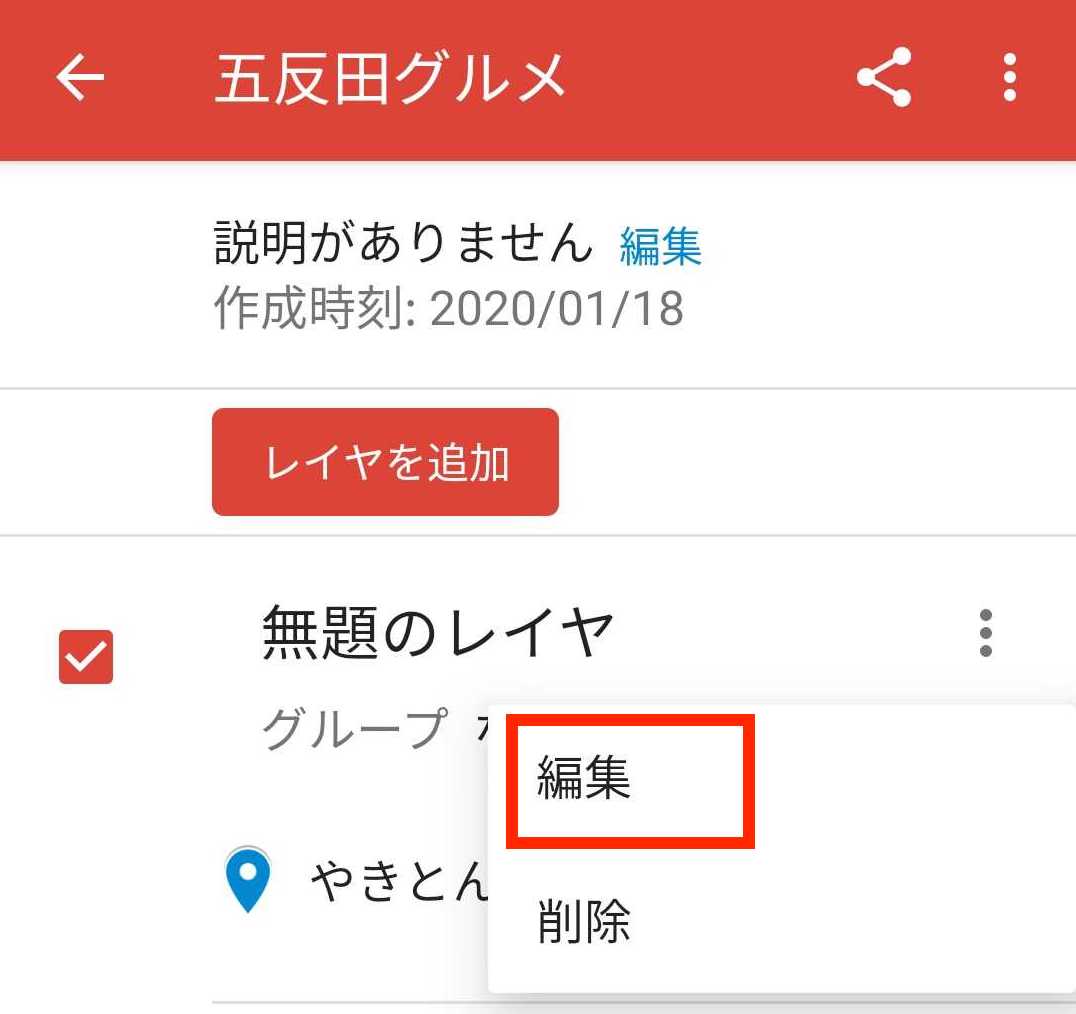 五反田グルメ
説明がありません 編集
作成時刻: 2020/01/18
レイヤを追加
無題のレイヤ
グループ
編集
やきとん
削除